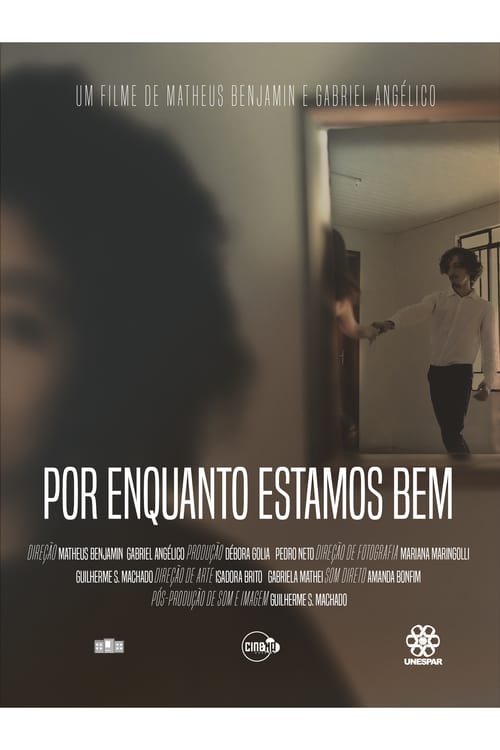 UM FILME DE MATHEUS BENJAMIN E GABRIEL ANGÉLICO
POR ENQUANTO ESTAMOS BEM
DIREÇÃO MATHEUS BENJAMIN GABRIEL ANGÉLICO PRODUÇÃO DÉBORA GOLIA PEDRO NETO DIREÇÃO DE FOTOGRAFIA MARIANA MARINGOLLI
GUILHERME S. MACHADO DIREÇÃO DE ARTE ISADORA BRITO GABRIELA MATHEI SOM DIRETO AMANDA BONFIM
PÓS-PRODUÇÃO DE SOM E IMAGEM GUILHERME S. MACHADO
UNESPAR